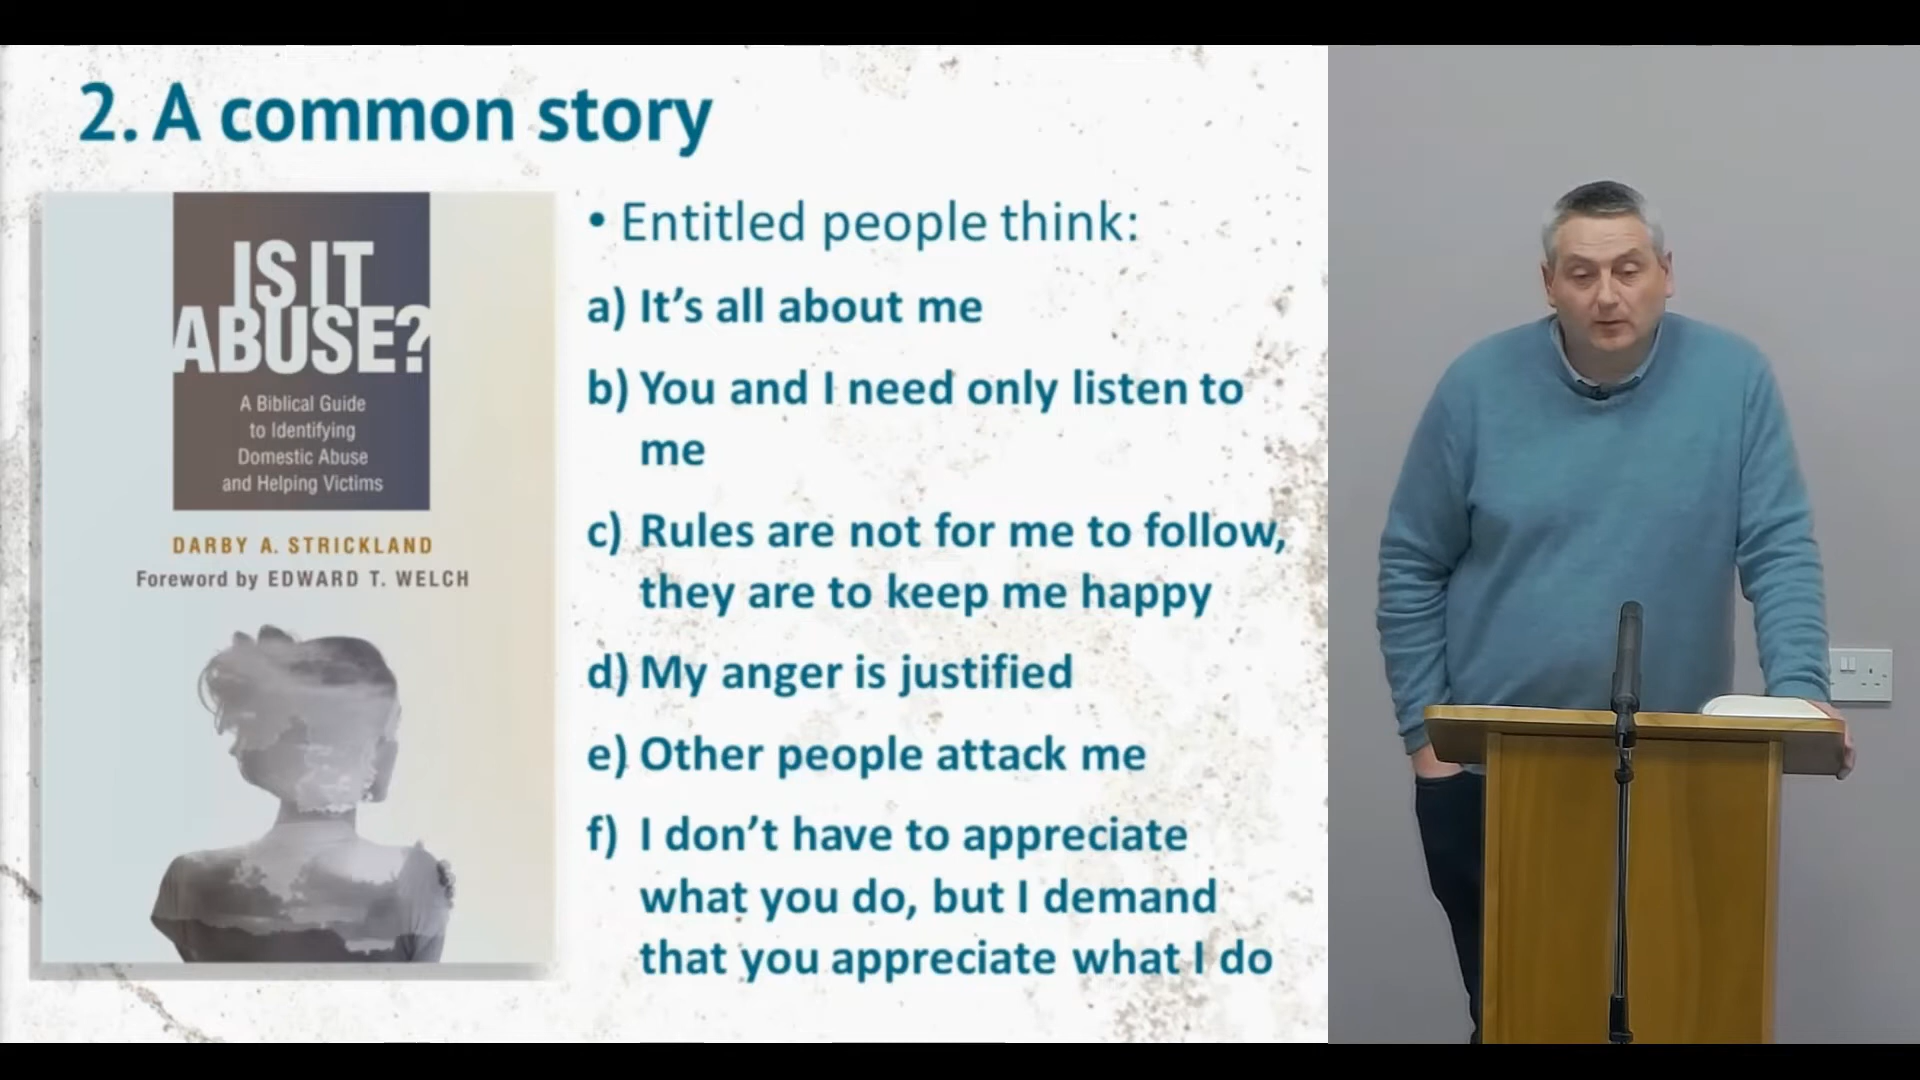 2. A common story
IS IT
ABUSE?
A Biblical Guide
to Identifying
Domestic Abuse
and Helping Victims
DARBY A. STRICKLAND
Foreword by EDWARD T. WELCH
• Entitled people think:
a) It’s all about me
b) You and I need only listen to
me
c) Rules are not for me to follow,
they are to keep me happy
d) My anger is justified
e) Other people attack me
f) I don’t have to appreciate
what you do, but I demand
that you appreciate what I do